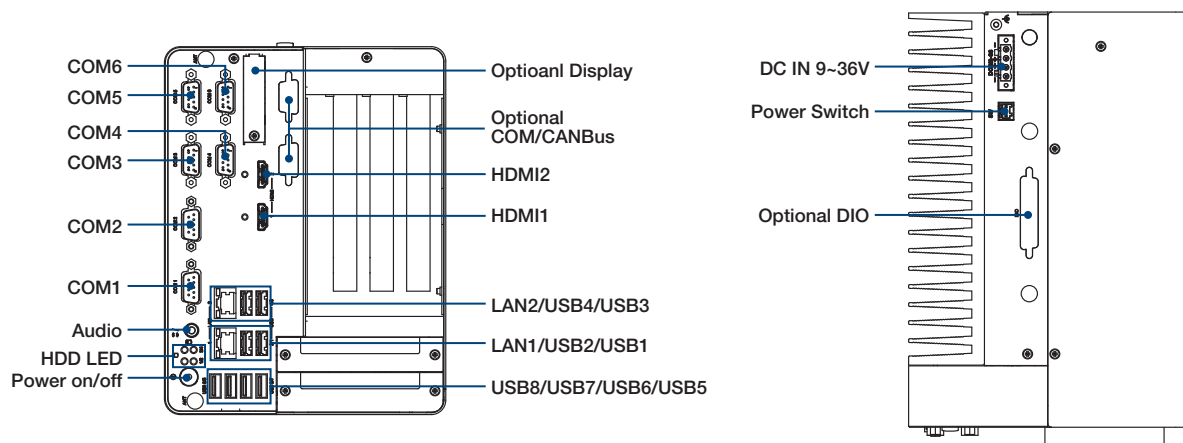 COM6
COM5
COM4
COM3
COM2
COM1
Audio
HDD LED
Power on/off
Optioanl Display
Optional
COM/CANBus
HDMI2
HDMI1
LAN2/USB4/USB3
LAN1/USB2/USB1
USB8/USB7/USB6/USB5
DC IN 9~36V
Power Switch
Optional DIO
DIO